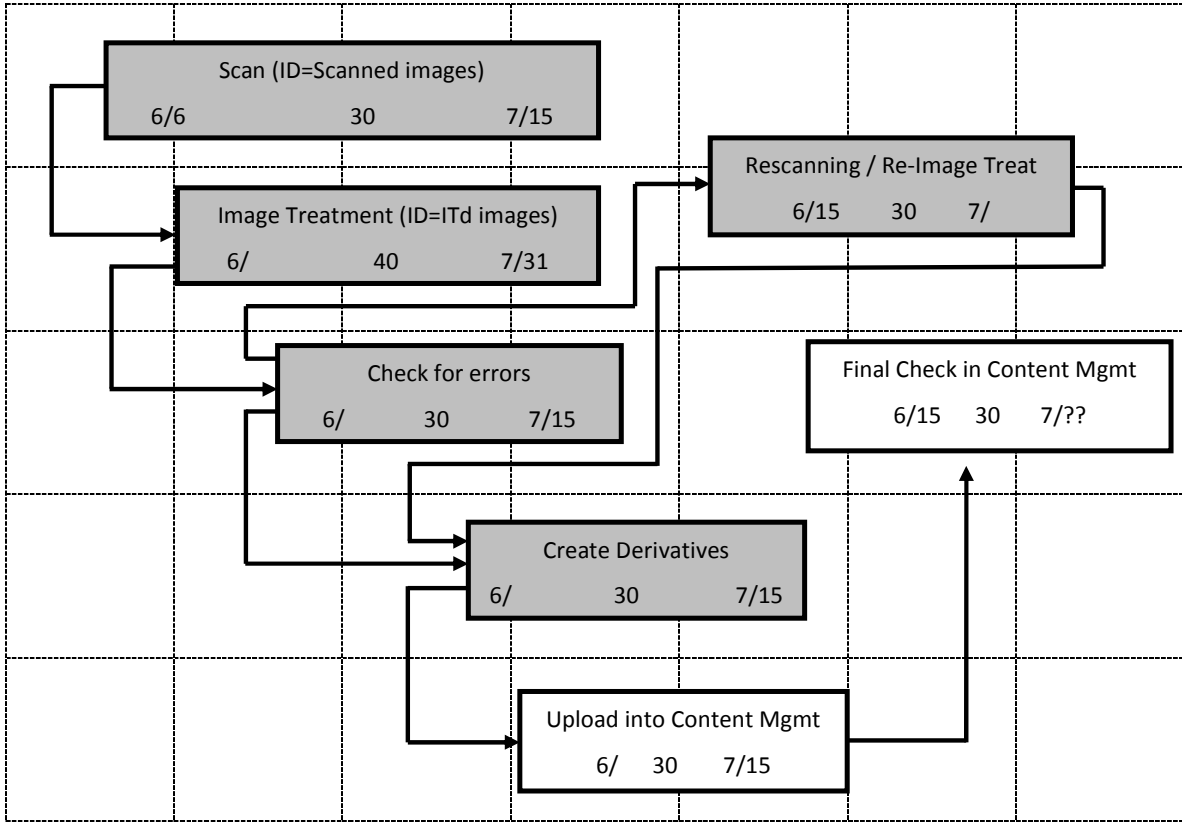 Scan (ID=Scanned images)
6/6 30 7/15
Rescanning / Re-Image Treat
6/15 30 7/
Image Treatment (ID=ITd images)
6/ 40 7/31
Check for errors
6/ 30 7/15
Final Check in Content Mgmt
6/15 30 7/??
Create Derivatives
6/ 30 7/15
Upload into Content Mgmt
6/ 30 7/15